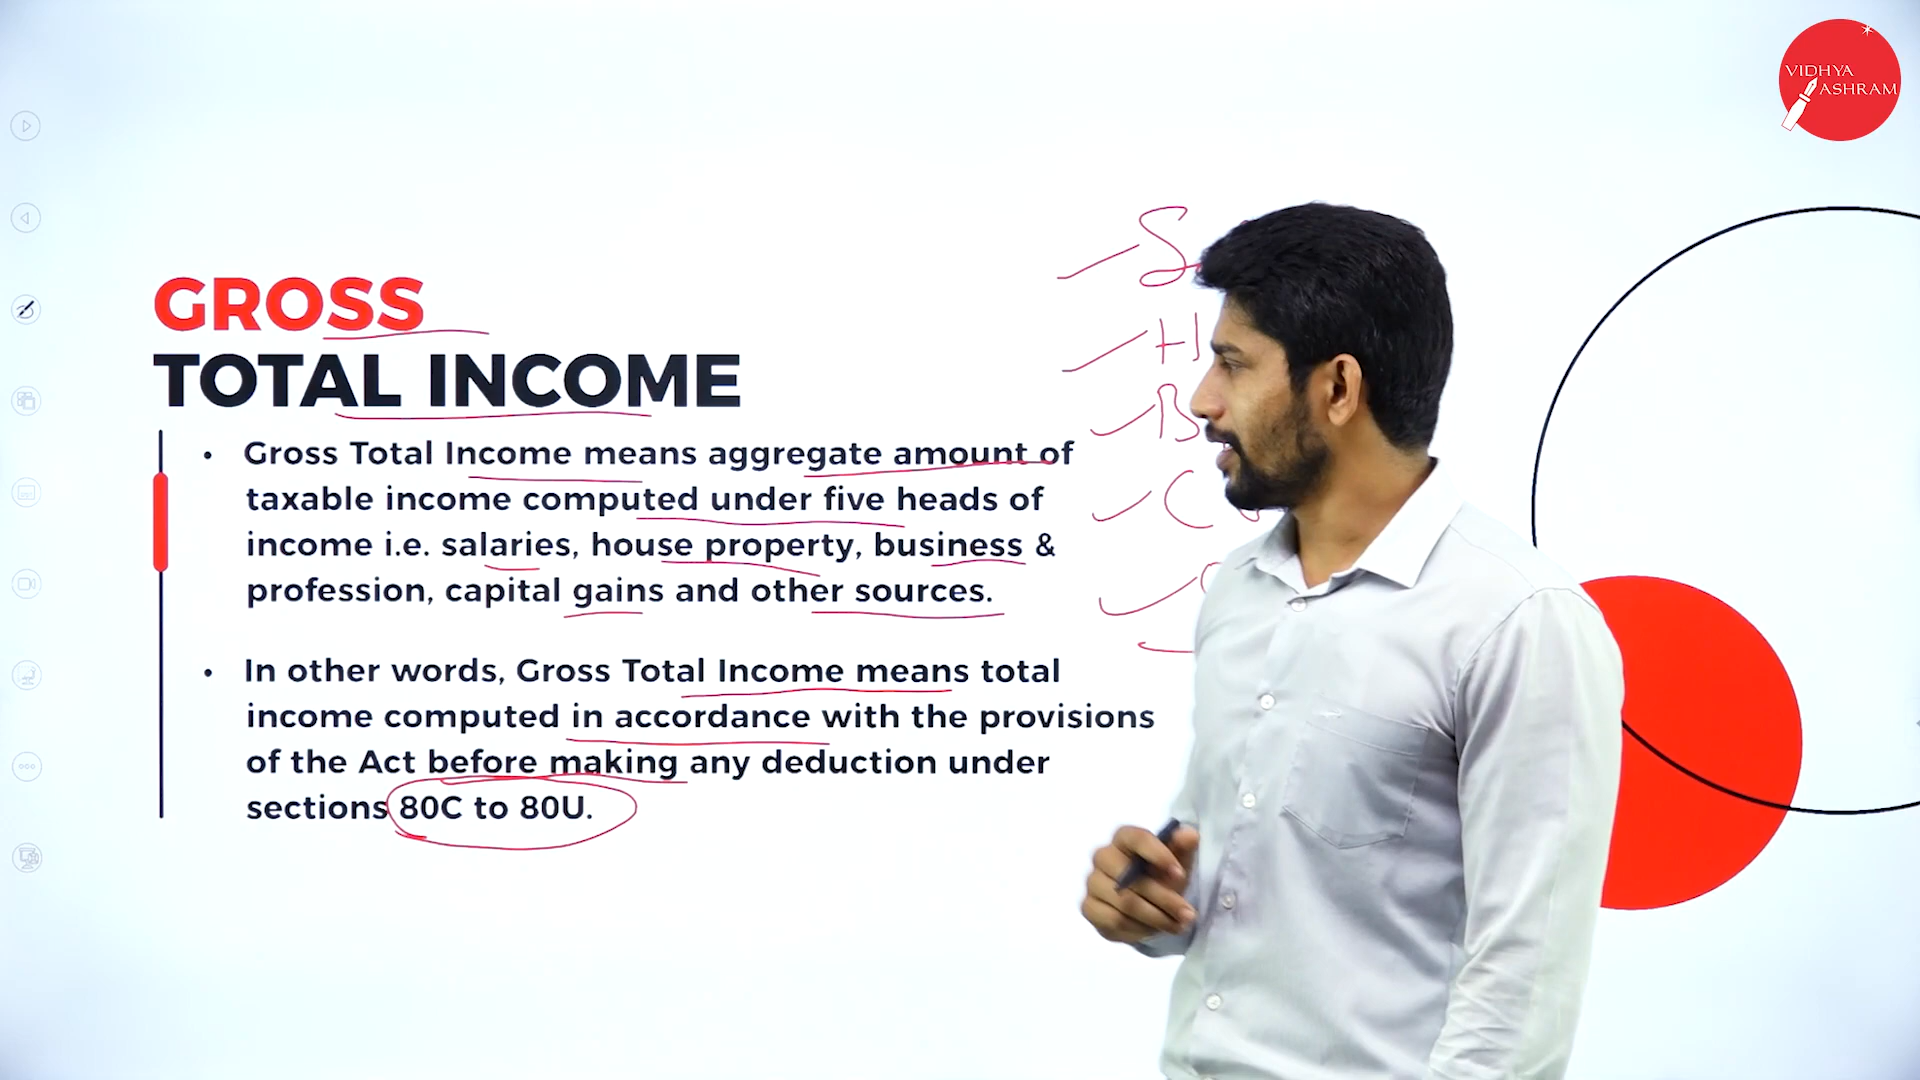 VIDHYA
ASHRAM
GROSS
TOTAL INCOME
• Gross Total Income means aggregate amount of
taxable income computed under five heads of
income i.e. salaries, house property, business &
profession, capital gains and other sources.
• In other words, Gross Total Income means total
income computed in accordance with the provisions
of the Act before making any deduction under
sections 80C to 80U.
S
H
B
C